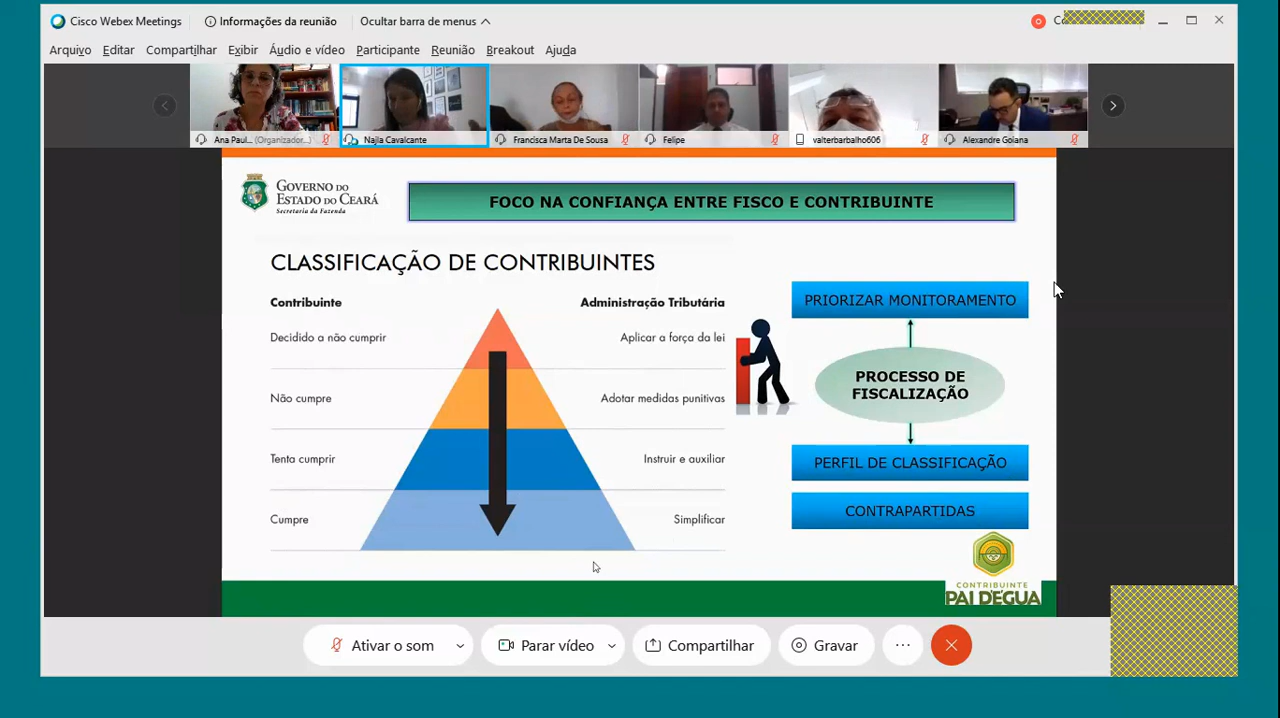 Cisco Webex Meetings
Informações da reunião
Ocultar barra de menus
Arquivo Editar Compartilhar Exibir Áudio e vídeo Participante Reunião Breakout Ajuda
Ana Paul... (Organizador...)
Najla Cavalcante
Francisca Marta De Sousa
Felipe
valterbarbalho606
Alexandre Goiana
GOVERNO DO
ESTADO DO CEARÁ
Secretaria da Fazenda
FOCO NA CONFIANÇA ENTRE FISCO E CONTRIBUINTE
CLASSIFICAÇÃO DE CONTRIBUINTES
Contribuinte Administração Tributária
Decidido a não cumprir Aplicar a força da lei
Não cumpre Adotar medidas punitivas
Tenta cumprir Instruir e auxiliar
Cumpre Simplificar
PRIORIZAR MONITORAMENTO
PROCESSO DE
FISCALIZAÇÃO
PERFIL DE CLASSIFICAÇÃO
CONTRAPARTIDAS
CONTRIBUINTE
PAI D'ÉGUA
Ativar o som
Parar vídeo
Compartilhar
Gravar